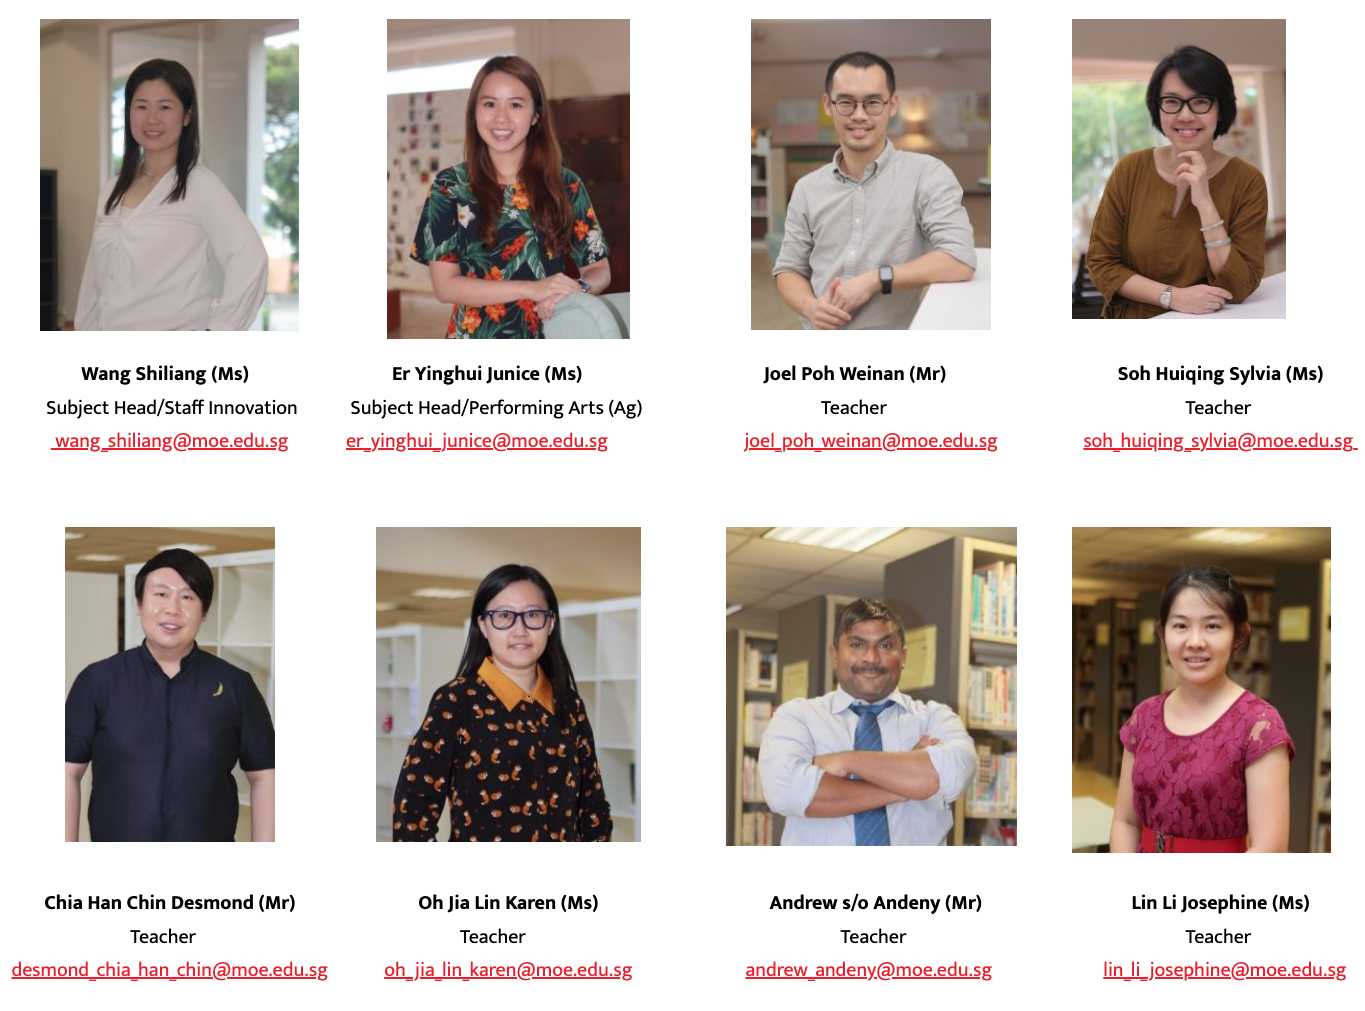 Wang Shiliang (Ms)
Subject Head/Staff Innovation
wang_shiliang@moe.edu.sg
Er Yinghui Junice (Ms)
Subject Head/Performing Arts (Ag)
er_yinghui_junice@moe.edu.sg
Joel Poh Weinan (Mr)
Teacher
joel_poh_weinan@moe.edu.sg
Soh Huiqing Sylvia (Ms)
Teacher
soh_huiqing_sylvia@moe.edu.sg
Chia Han Chin Desmond (Mr)
Teacher
desmond_chia_han_chin@moe.edu.sg
Oh Jia Lin Karen (Ms)
Teacher
oh_jia_lin_karen@moe.edu.sg
Andrew s/o Andeny (Mr)
Teacher
andrew_andeny@moe.edu.sg
Lin Li Josephine (Ms)
Teacher
lin_li_josephine@moe.edu.sg